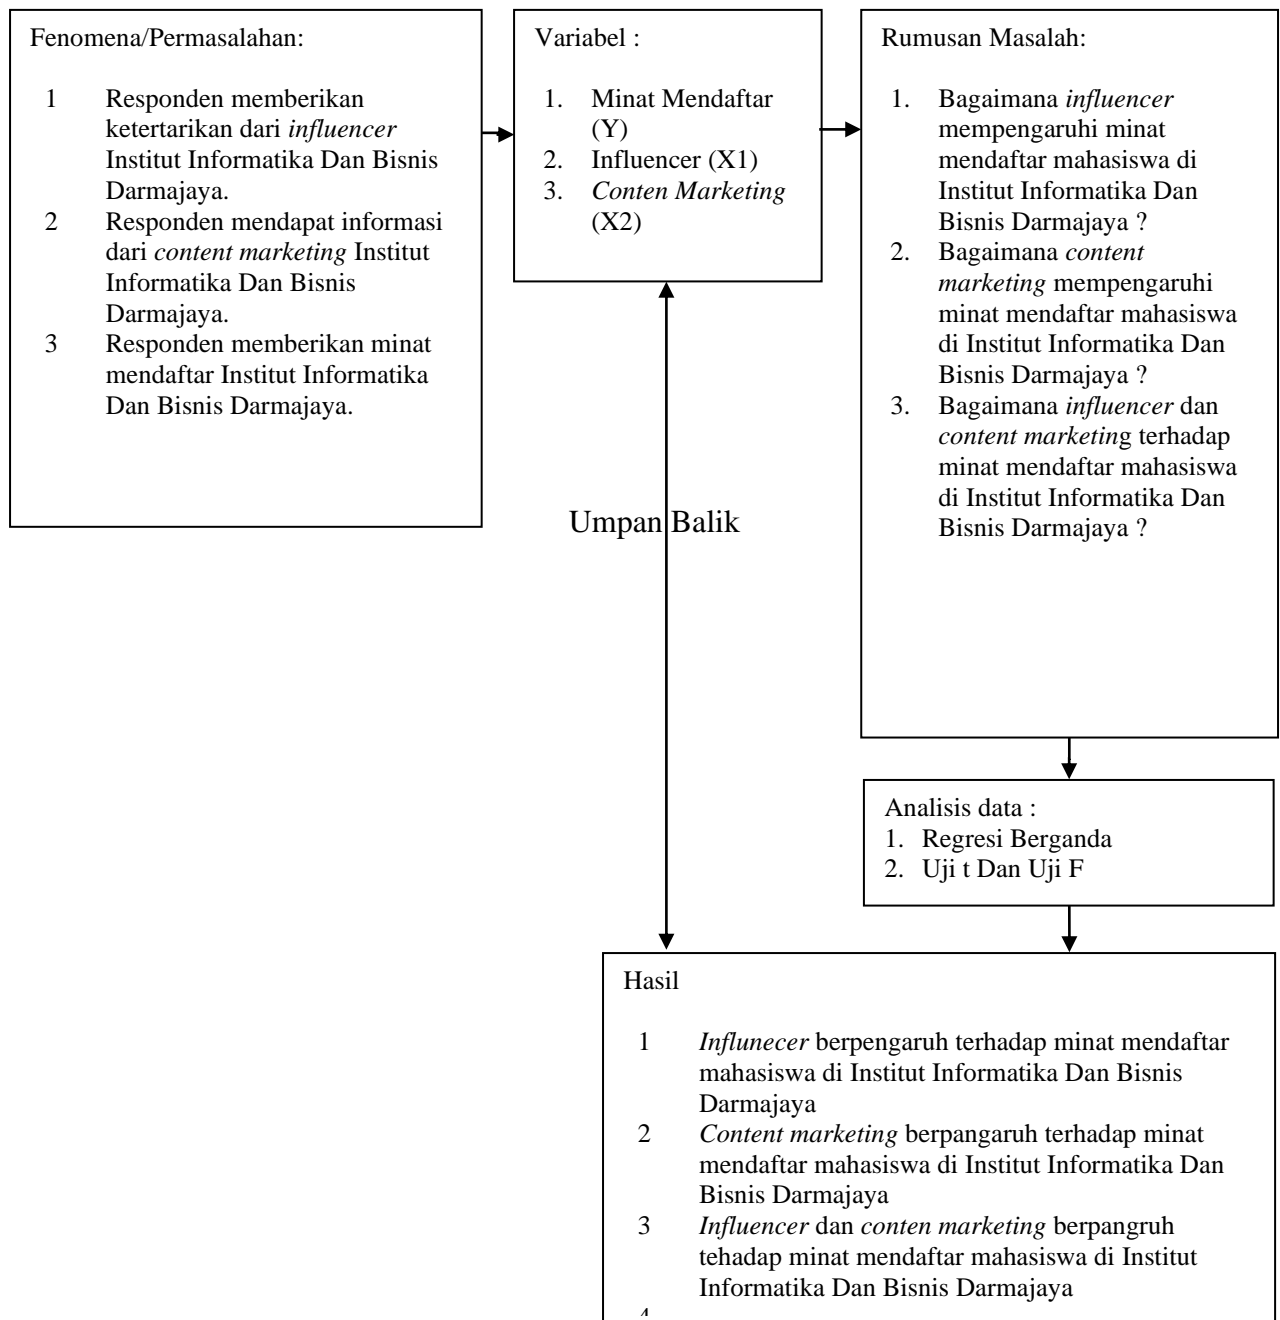 Fenomena/Permasalahan:
1 Responden memberikan
ketertarikan dari influencer
Institut Informatika Dan Bisnis
Darmajaya.
2 Responden mendapat informasi
dari content marketing Institut
Informatika Dan Bisnis
Darmajaya.
3 Responden memberikan minat
mendaftar Institut Informatika
Dan Bisnis Darmajaya.
Variabel :
1. Minat Mendaftar
(Y)
2. Influencer (X1)
3. Conten Marketing
(X2)
Rumusan Masalah:
1. Bagaimana influencer
mempengaruhi minat
mendaftar mahasiswa di
Institut Informatika Dan
Bisnis Darmajaya ?
2. Bagaimana content
marketing mempengaruhi
minat mendaftar mahasiswa
di Institut Informatika Dan
Bisnis Darmajaya ?
3. Bagaimana influencer dan
content marketing terhadap
minat mendaftar mahasiswa
di Institut Informatika Dan
Bisnis Darmajaya ?
Umpan Balik
Analisis data :
1. Regresi Berganda
2. Uji t Dan Uji F
Hasil
1 Influnecer berpengaruh terhadap minat mendaftar
mahasiswa di Institut Informatika Dan Bisnis
Darmajaya
2 Content marketing berpangaruh terhadap minat
mendaftar mahasiswa di Institut Informatika Dan
Bisnis Darmajaya
3 Influencer dan conten marketing berpangruh
tehadap minat mendaftar mahasiswa di Institut
Informatika Dan Bisnis Darmajaya
4